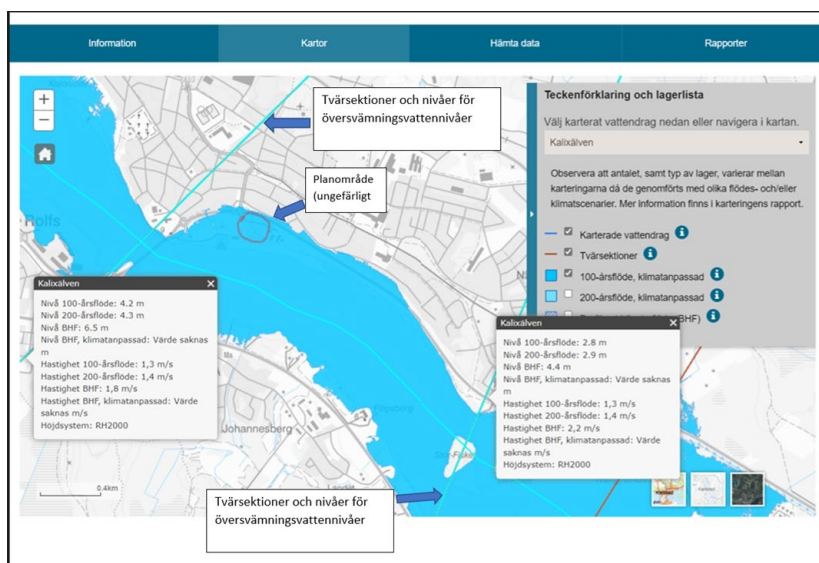 Information
Kartor
Hämta data
Rapporter
Tvärsektioner och nivåer för
översvämningsvattennivåer
Planområde
(ungefärligt
Rolfs
Johannesberg
0.4km
Tvärsektioner och nivåer för
översvämningsvattennivåer
Kalixälven
Nivå 100-årsflöde: 4.2 m
Nivå 200-årsflöde: 4.3 m
Nivå BHF: 6.5 m
Nivå BHF, klimatanpassad: Värde saknas
m
Hastighet 100-årsflöde: 1,3 m/s
Hastighet 200-årsflöde: 1,4 m/s
Hastighet BHF: 1,8 m/s
Hastighet BHF, klimatanpassad: Värde
saknas m/s
Höjdsystem: RH2000
Teckenförklaring och lagerlista
Välj karterat vattendrag nedan eller navigera i kartan.
Kalixälven
Observera att antalet, samt typ av lager, varierar mellan
karteringarna då de genomförts med olika flödes- och/eller
klimatscenarier. Mer information finns i karteringens rapport.
Karterade vattendrag
Tvärsektioner
100-årsflöde, klimatanpassad
200-årsflöde, klimatanpassad
Kalixälven
Nivå 100-årsflöde: 2.8 m
Nivå 200-årsflöde: 2.9 m
Nivå BHF: 4.4 m
Nivå BHF, klimatanpassad: Värde saknas
m
Hastighet 100-årsflöde: 1,3 m/s
Hastighet 200-årsflöde: 1,4 m/s
Hastighet BHF: 2,2 m/s
Hastighet BHF, klimatanpassad: Värde
saknas m/s
Höjdsystem: RH2000